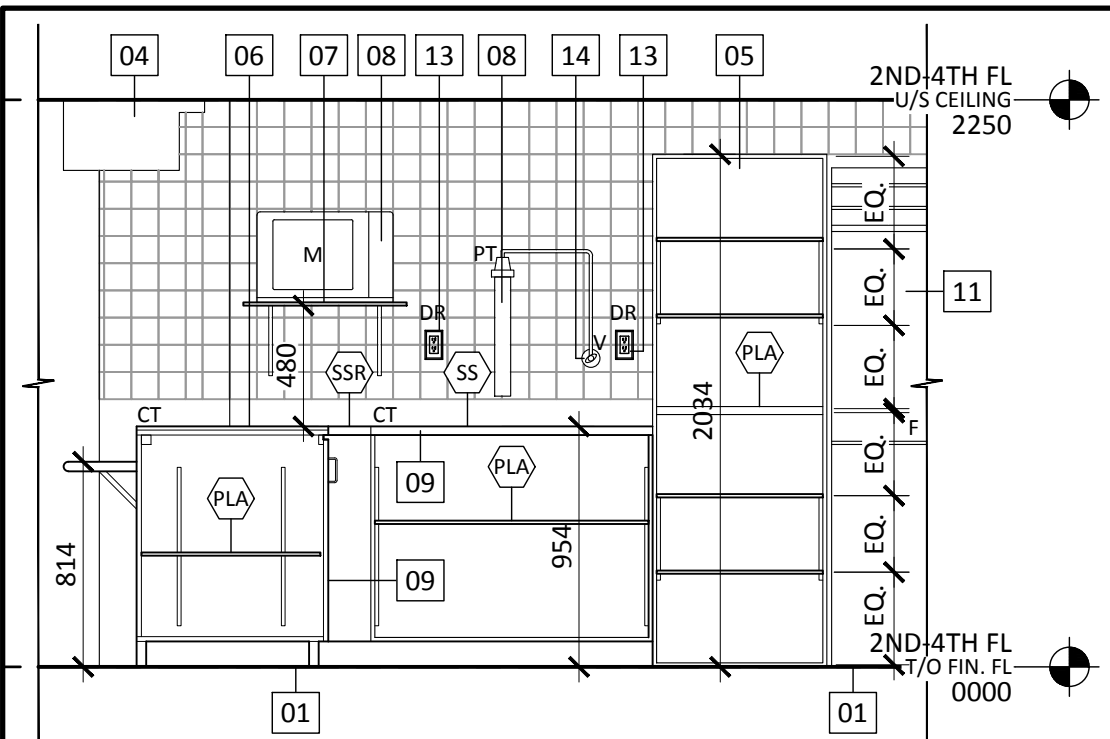 04
06
07
08
13
08
14
13
05
2ND-4TH FL
U/S CEILING
2250
M
PT
DR
DR
V
EQ.
EQ.
11
480
SSR
SS
PLA
EQ.
2034
CT
CT
F
09
PLA
PLA
EQ.
814
954
09
EQ.
EQ.
2ND-4TH FL
T/O FIN. FL
0000
01
01